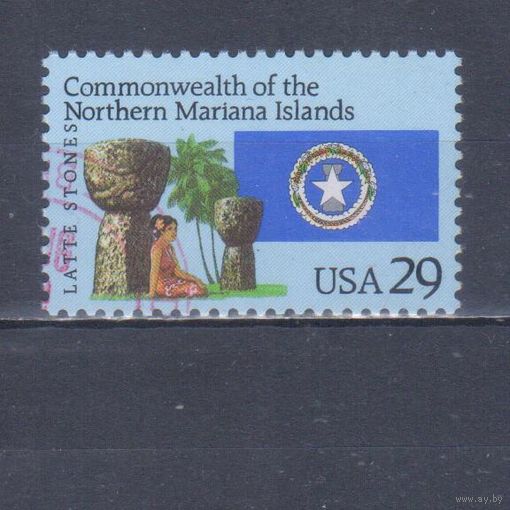 Commonwealth of the
Northern Mariana Islands
LATTE STONES
USA 29
www.ay.by